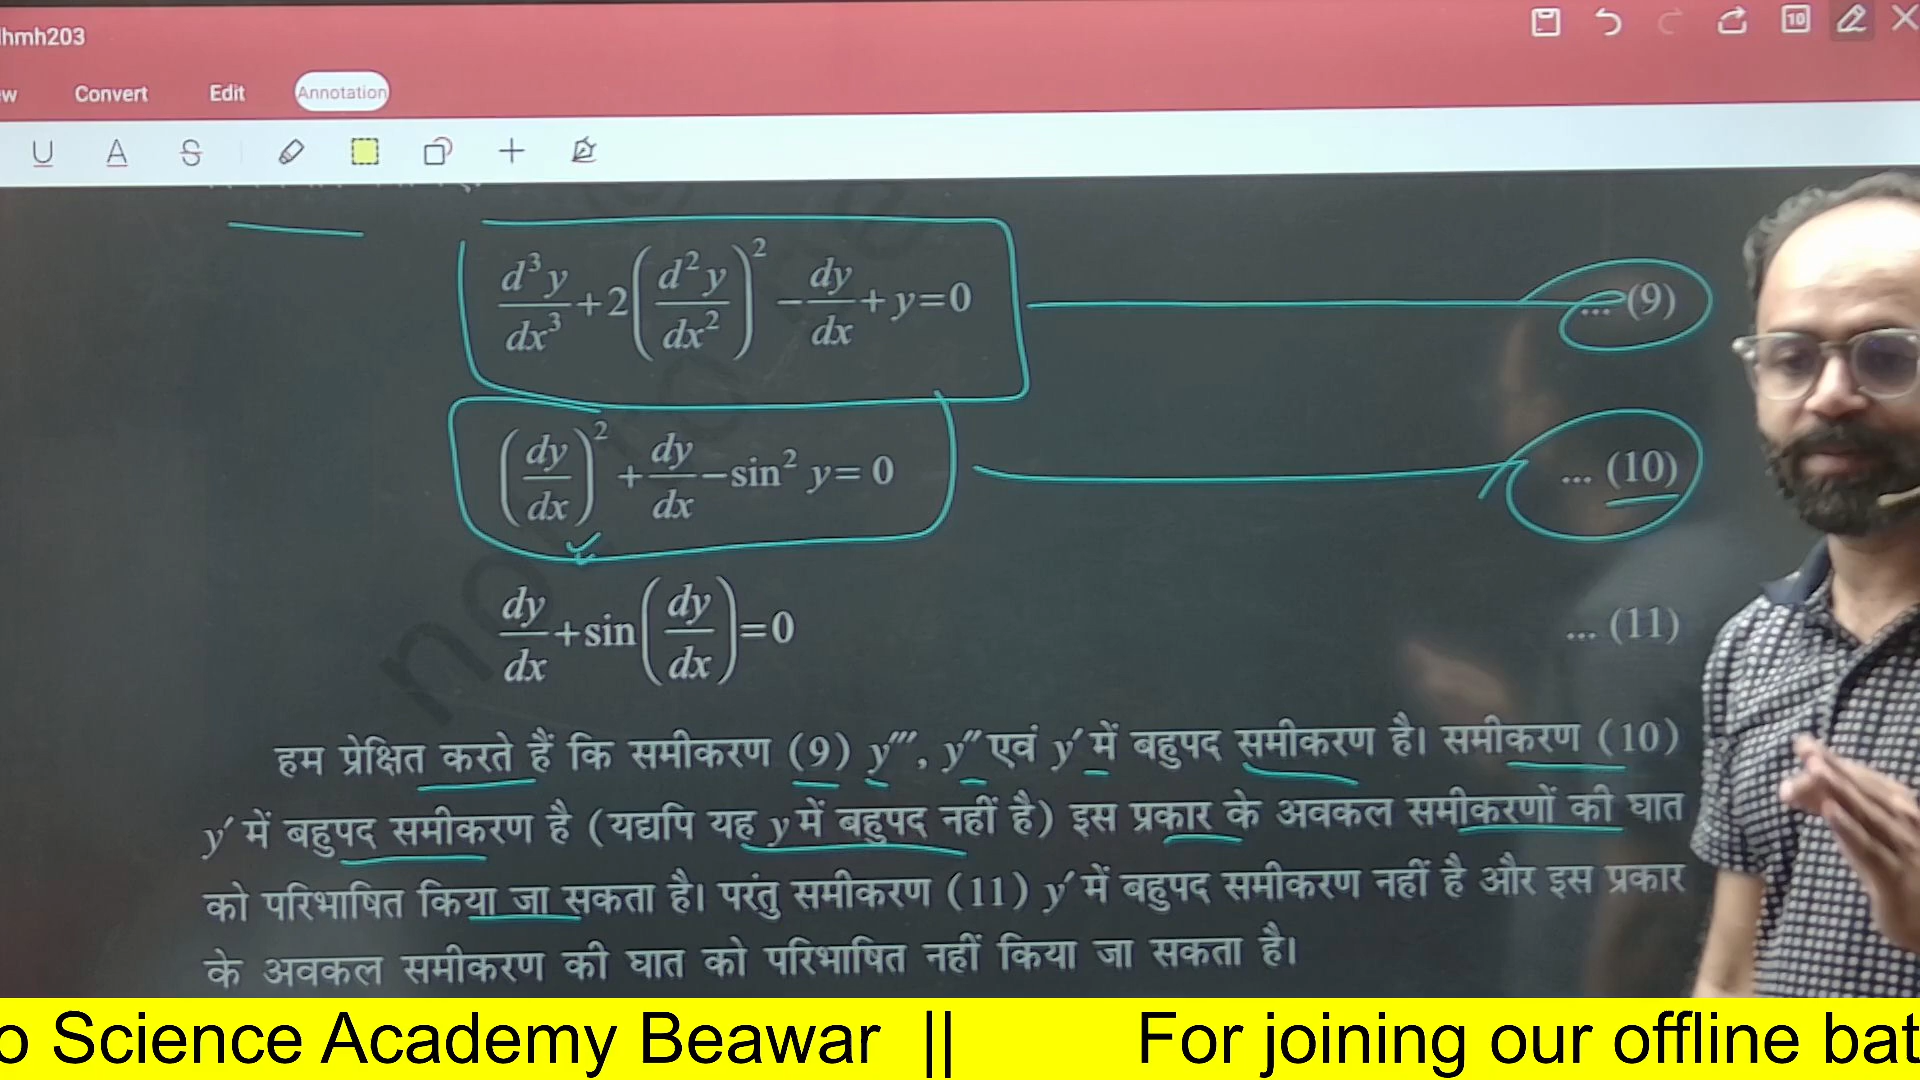 hmh203
Convert Edit Annotation
10
U A S
d³y/dx³ + 2(d²y/dx²)² − dy/dx + y = 0 ... (9)
(dy/dx)² + dy/dx − sin² y = 0 ... (10)
dy/dx + sin(dy/dx) = 0 ... (11)
हम प्रेक्षित करते हैं कि समीकरण (9) y‴, y″ एवं y′ में बहुपद समीकरण है। समीकरण (10)
y′ में बहुपद समीकरण है (यद्यपि यह y में बहुपद नहीं है) इस प्रकार के अवकल समीकरणों की घात
को परिभाषित किया जा सकता है। परंतु समीकरण (11) y′ में बहुपद समीकरण नहीं है और इस प्रकार
के अवकल समीकरण की घात को परिभाषित नहीं किया जा सकता है।
o Science Academy Beawar || For joining our offline bat